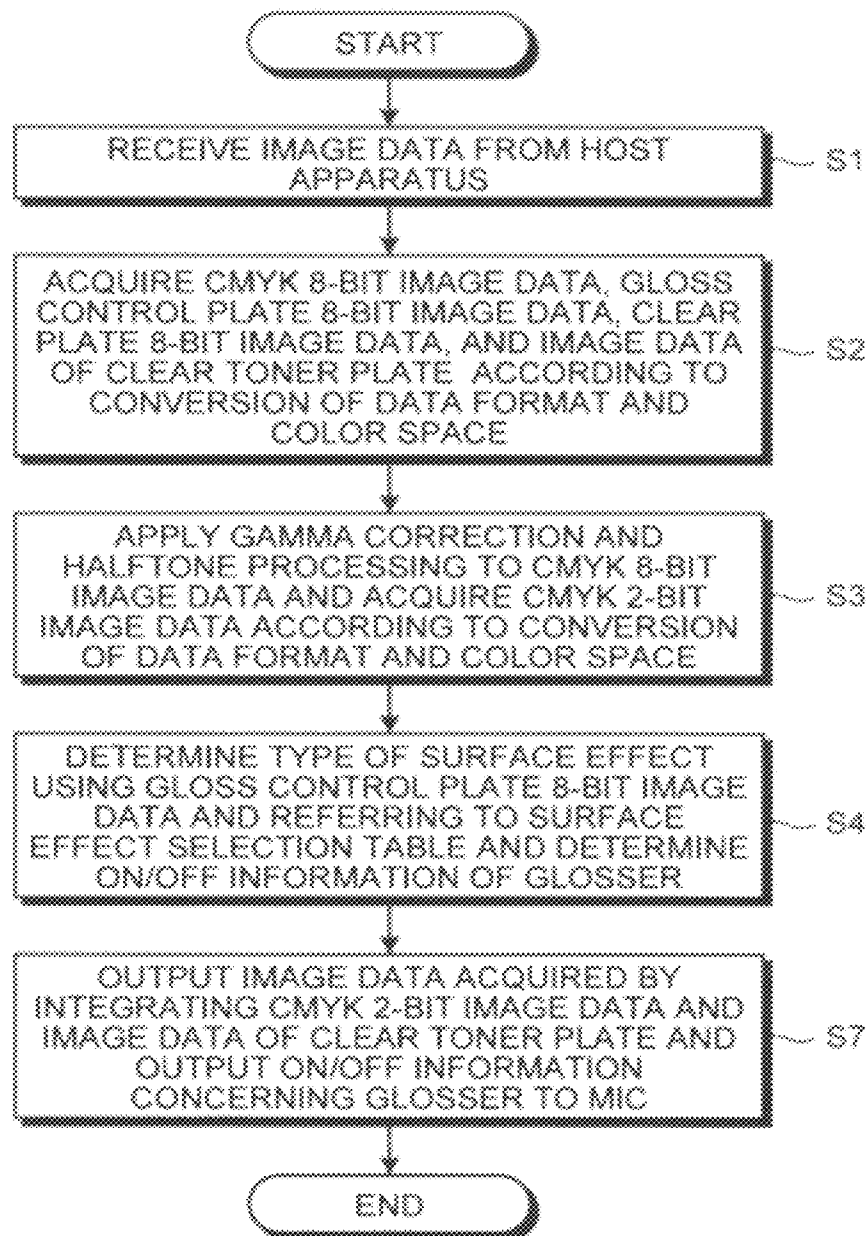 START
RECEIVE IMAGE DATA FROM HOST
APPARATUS
S1
ACQUIRE CMYK 8-BIT IMAGE DATA, GLOSS
CONTROL PLATE 8-BIT IMAGE DATA, CLEAR
PLATE 8-BIT IMAGE DATA, AND IMAGE DATA
OF CLEAR TONER PLATE ACCORDING TO
CONVERSION OF DATA FORMAT AND
COLOR SPACE
S2
APPLY GAMMA CORRECTION AND
HALFTONE PROCESSING TO CMYK 8-BIT
IMAGE DATA AND ACQUIRE CMYK 2-BIT
IMAGE DATA ACCORDING TO CONVERSION
OF DATA FORMAT AND COLOR SPACE
S3
DETERMINE TYPE OF SURFACE EFFECT
USING GLOSS CONTROL PLATE 8-BIT IMAGE
DATA AND REFERRING TO SURFACE
EFFECT SELECTION TABLE AND DETERMINE
ON/OFF INFORMATION OF GLOSSER
S4
OUTPUT IMAGE DATA ACQUIRED BY
INTEGRATING CMYK 2-BIT IMAGE DATA AND
IMAGE DATA OF CLEAR TONER PLATE AND
OUTPUT ON/OFF INFORMATION
CONCERNING GLOSSER TO MIC
S7
END